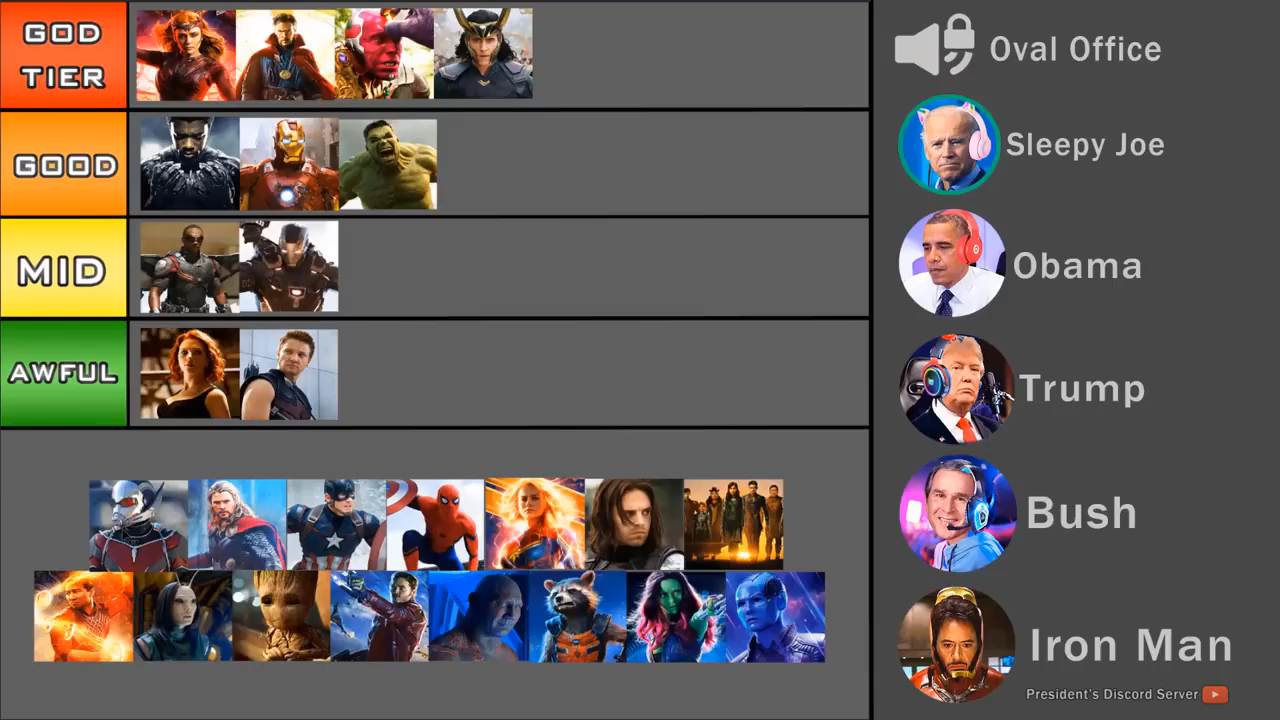 GOD
TIER
GOOD
MID
AWFUL
Oval Office
Sleepy Joe
Obama
Trump
Bush
Iron Man
President's Discord Server